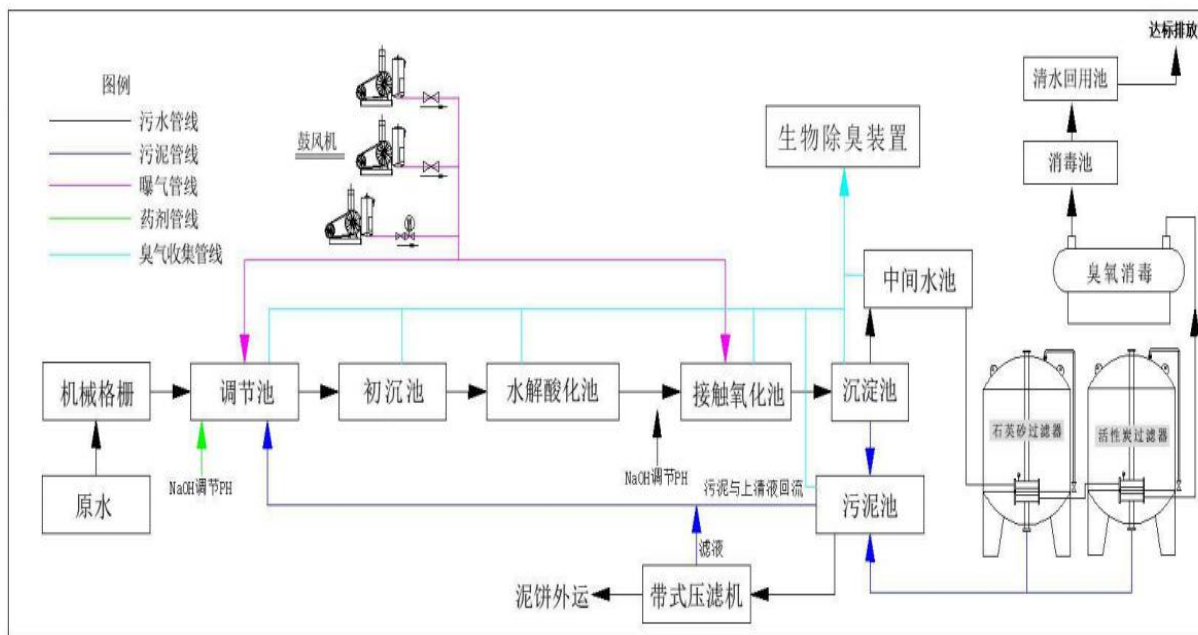 达标排放
图例
清水回用池
污水管线
污泥管线
鼓风机
生物除臭装置
消毒池
曝气管线
药剂管线
臭气收集管线
中间水池
臭氧消毒
机械格栅
调节池
初沉池
水解酸化池
接触氧化池
沉淀池
石英砂过滤器
活性炭过滤器
NaOH调节PH
NaOH调节PH
污泥与上清液回流
原水
污泥池
滤液
泥饼外运
带式压滤机